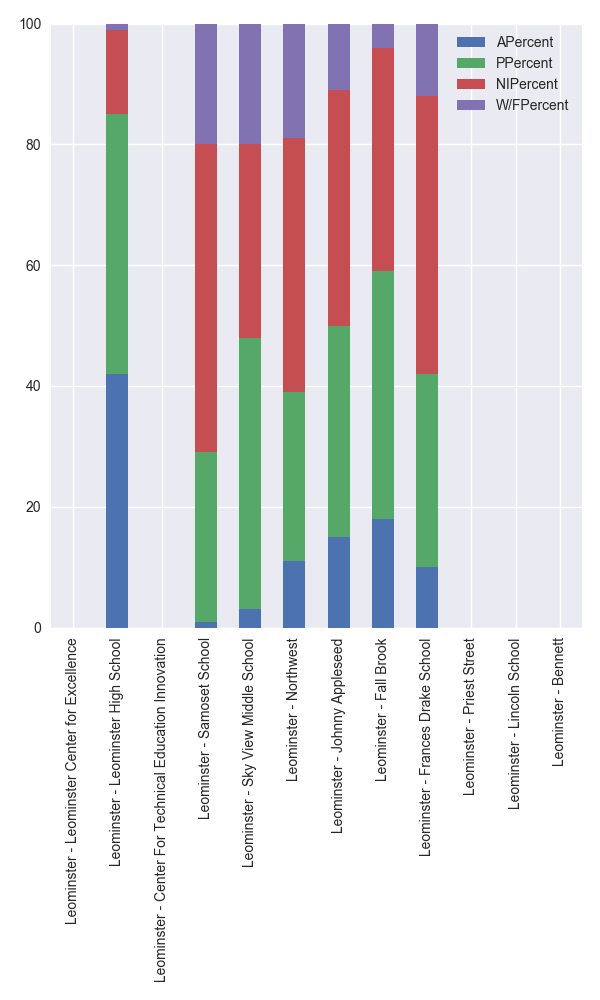 100
80
60
40
20
0
APercent
PPercent
NIPercent
W/FPercent
Leominster - Leominster Center for Excellence
Leominster - Leominster High School
Leominster - Center For Technical Education Innovation
Leominster - Samoset School
Leominster - Sky View Middle School
Leominster - Northwest
Leominster - Johnny Appleseed
Leominster - Fall Brook
Leominster - Frances Drake School
Leominster - Priest Street
Leominster - Lincoln School
Leominster - Bennett